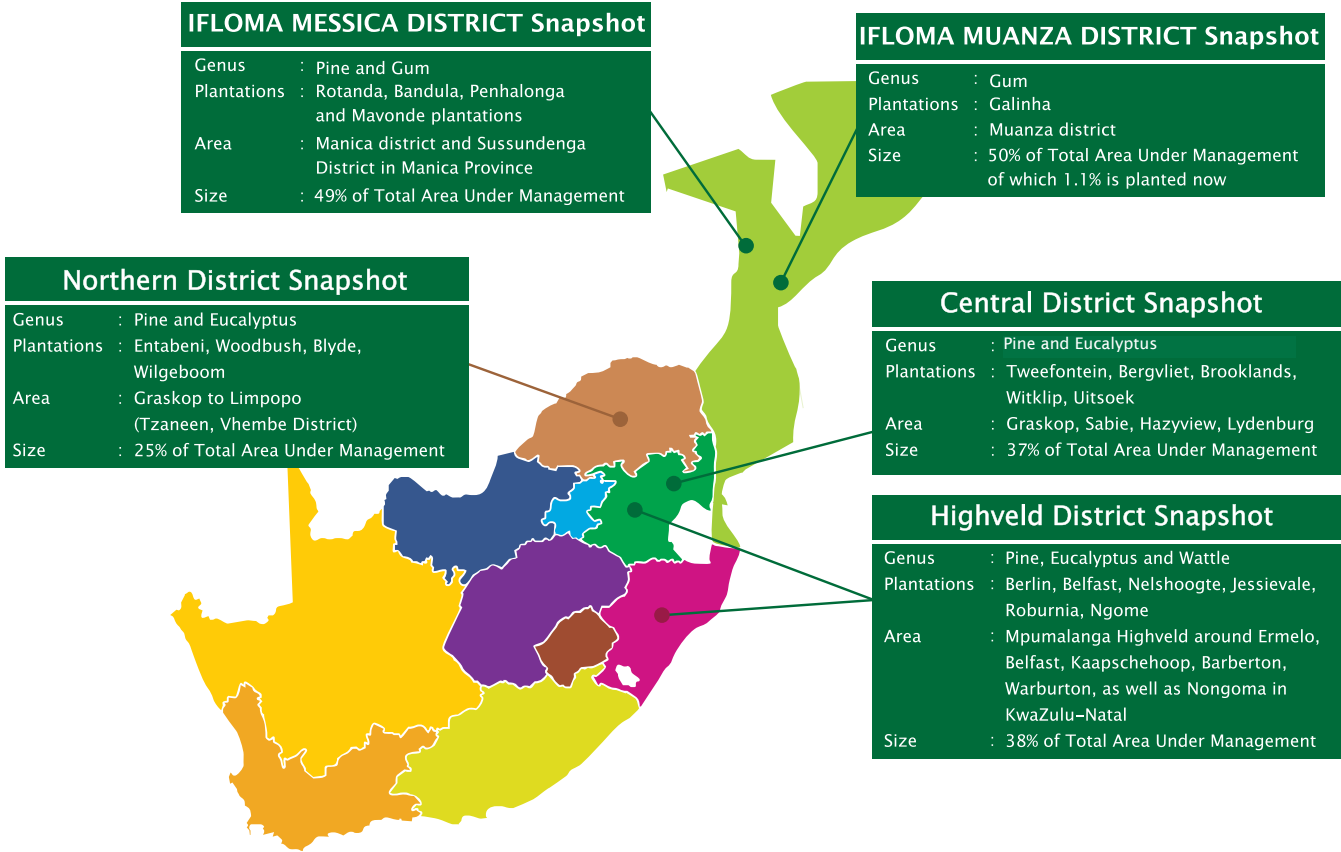 IFLOMA MESSICA DISTRICT Snapshot
Genus : Pine and Gum
Plantations : Rotanda, Bandula, Penhalonga
and Mavonde plantations
Area : Manica district and Sussundenga
District in Manica Province
Size : 49% of Total Area Under Management
IFLOMA MUANZA DISTRICT Snapshot
Genus : Gum
Plantations : Galinha
Area : Muanza district
Size : 50% of Total Area Under Management
of which 1.1% is planted now
Northern District Snapshot
Genus : Pine and Eucalyptus
Plantations : Entabeni, Woodbush, Blyde,
Wilgeboom
Area : Graskop to Limpopo
(Tzaneen, Vhembe District)
Size : 25% of Total Area Under Management
Central District Snapshot
Genus : Pine and Eucalyptus
Plantations : Tweefontein, Bergvliet, Brooklands,
Witklip, Uitsoek
Area : Graskop, Sabie, Hazyview, Lydenburg
Size : 37% of Total Area Under Management
Highveld District Snapshot
Genus : Pine, Eucalyptus and Wattle
Plantations : Berlin, Belfast, Nelshoogte, Jessievale,
Roburnia, Ngome
Area : Mpumalanga Highveld around Ermelo,
Belfast, Kaapschehoop, Barberton,
Warburton, as well as Nongoma in
KwaZulu–Natal
Size : 38% of Total Area Under Management